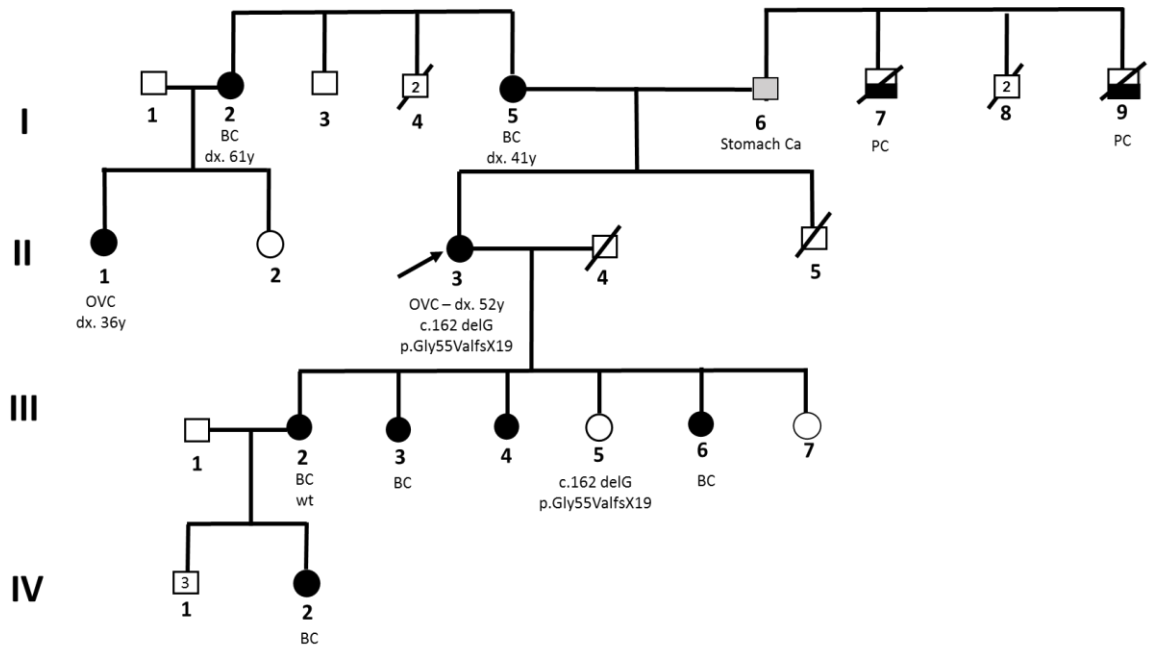 2
2
I
1
2
3
4
5
6
7
8
9
BC
dx. 61y
BC
dx. 41y
Stomach Ca
PC
PC
II
1
2
3
4
5
OVC
dx. 36y
OVC – dx. 52y
c.162 delG
p.Gly55ValfsX19
III
1
2
3
4
5
6
7
BC
wt
BC
c.162 delG
p.Gly55ValfsX19
BC
IV
3
1
2
BC